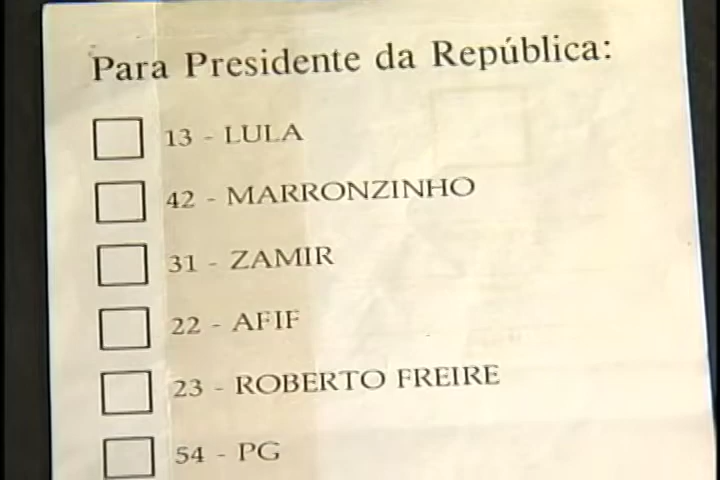 Para Presidente da República:
13 - LULA
42 - MARRONZINHO
31 - ZAMIR
22 - AFIF
23 - ROBERTO FREIRE
54 - PG